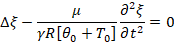 Δξ − μ/(γR[θ₀ + T₀]) ∂²ξ/∂t² = 0